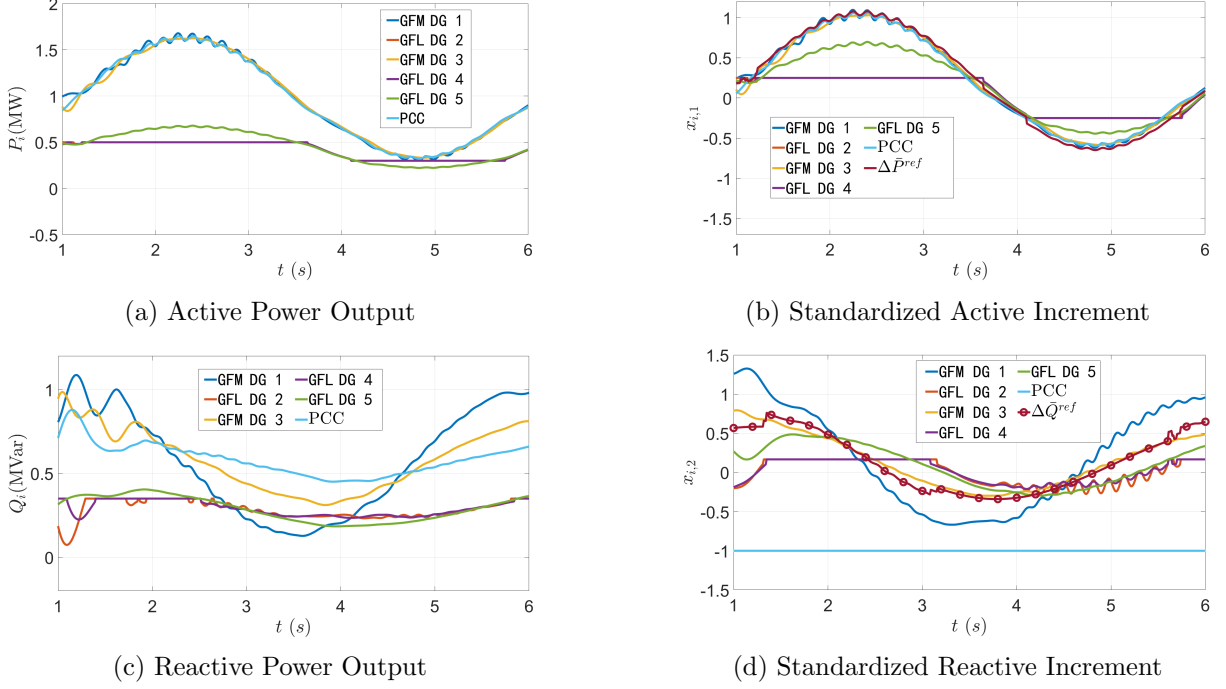 2
1.5
1
0.5
0
-0.5
P_i(MW)
1 2 3 4 5 6
t (s)
GFM DG 1
GFL DG 2
GFM DG 3
GFL DG 4
GFL DG 5
PCC
(a) Active Power Output
1
0.5
0
-0.5
-1
-1.5
x_{i,1}
1 2 3 4 5 6
t (s)
GFM DG 1 GFL DG 5
GFL DG 2 PCC
GFM DG 3 ΔP̄^{ref}
GFL DG 4
(b) Standardized Active Increment
1
0.5
0
Q_i(MVar)
1 2 3 4 5 6
t (s)
GFM DG 1 GFL DG 4
GFL DG 2 GFL DG 5
GFM DG 3 PCC
(c) Reactive Power Output
1.5
1
0.5
0
-0.5
-1
-1.5
x_{i,2}
1 2 3 4 5 6
t (s)
GFM DG 1 GFL DG 5
GFL DG 2 PCC
GFM DG 3 ΔQ̄^{ref}
GFL DG 4
(d) Standardized Reactive Increment